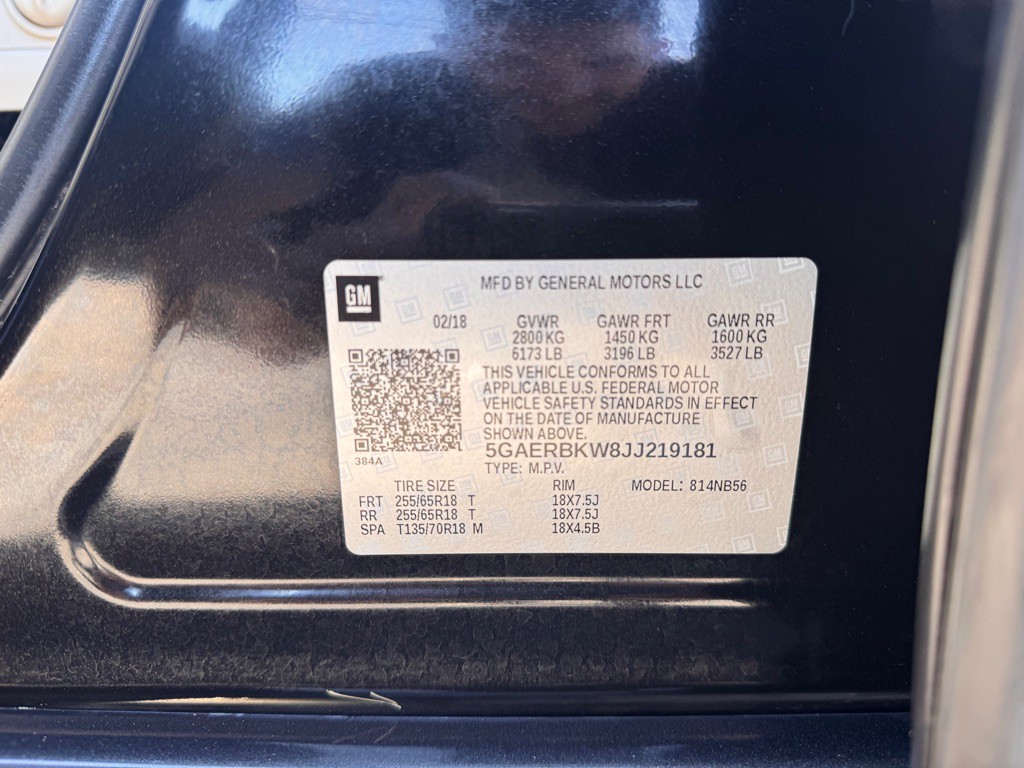 GM
MFD BY GENERAL MOTORS LLC
02/18 GVWR GAWR FRT GAWR RR
2800 KG 1450 KG 1600 KG
6173 LB 3196 LB 3527 LB
THIS VEHICLE CONFORMS TO ALL
APPLICABLE U.S. FEDERAL MOTOR
VEHICLE SAFETY STANDARDS IN EFFECT
ON THE DATE OF MANUFACTURE
SHOWN ABOVE.
5GAERBKW8JJ219181
384A
TYPE: M.P.V.
TIRE SIZE RIM MODEL: 814NB56
FRT 255/65R18 T 18X7.5J
RR 255/65R18 T 18X7.5J
SPA T135/70R18 M 18X4.5B